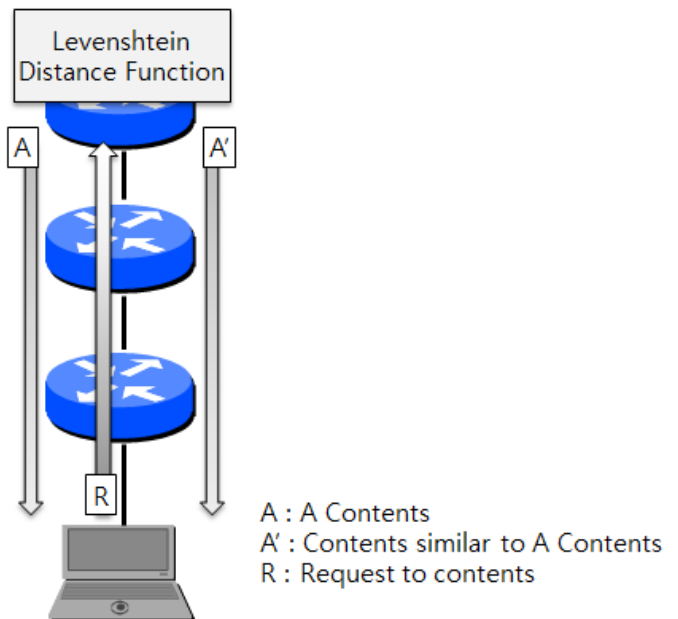 Levenshtein
Distance Function
A
A'
R
A : A Contents
A' : Contents similar to A Contents
R : Request to contents